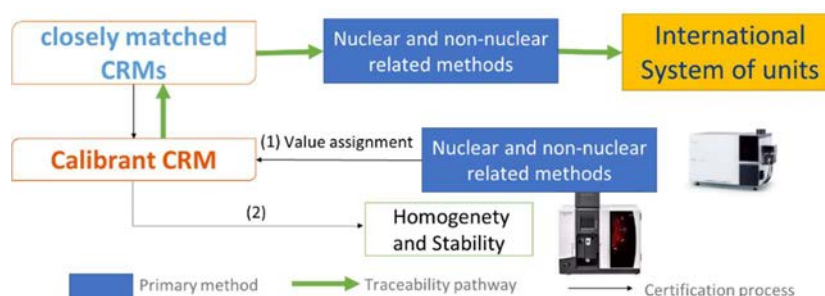 closely matched
CRMs
Nuclear and non-nuclear
related methods
International
System of units
(1) Value assignment
Calibrant CRM
Nuclear and non-nuclear
related methods
(2)
Homogenety
and Stability
Primary method
Traceability pathway
Certification process